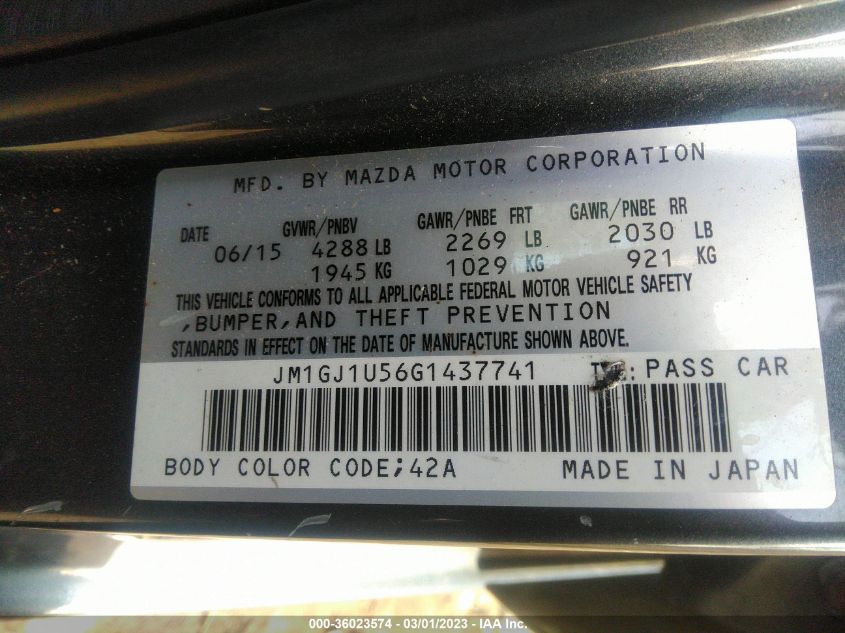 MFD. BY MAZDA MOTOR CORPORATION
DATE GVWR/PNBV GAWR/PNBE FRT GAWR/PNBE RR
06/15 4288 LB 2269 LB 2030 LB
1945 KG 1029 KG 921 KG
THIS VEHICLE CONFORMS TO ALL APPLICABLE FEDERAL MOTOR VEHICLE SAFETY
,BUMPER,AND THEFT PREVENTION
STANDARDS IN EFFECT ON THE DATE OF MANUFACTURE SHOWN ABOVE.
JM1GJ1U56G1437741 PASS CAR
BODY COLOR CODE;42A MADE IN JAPAN
000-36023574 - 03/01/2023 - IAA Inc.